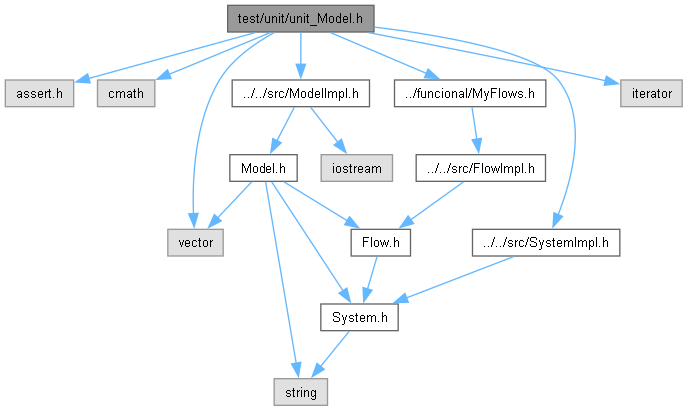 test/unit/unit_Model.h
assert.h
cmath
../../src/ModelImpl.h
../funcional/MyFlows.h
iterator
Model.h
iostream
../../src/FlowImpl.h
vector
Flow.h
../../src/SystemImpl.h
System.h
string